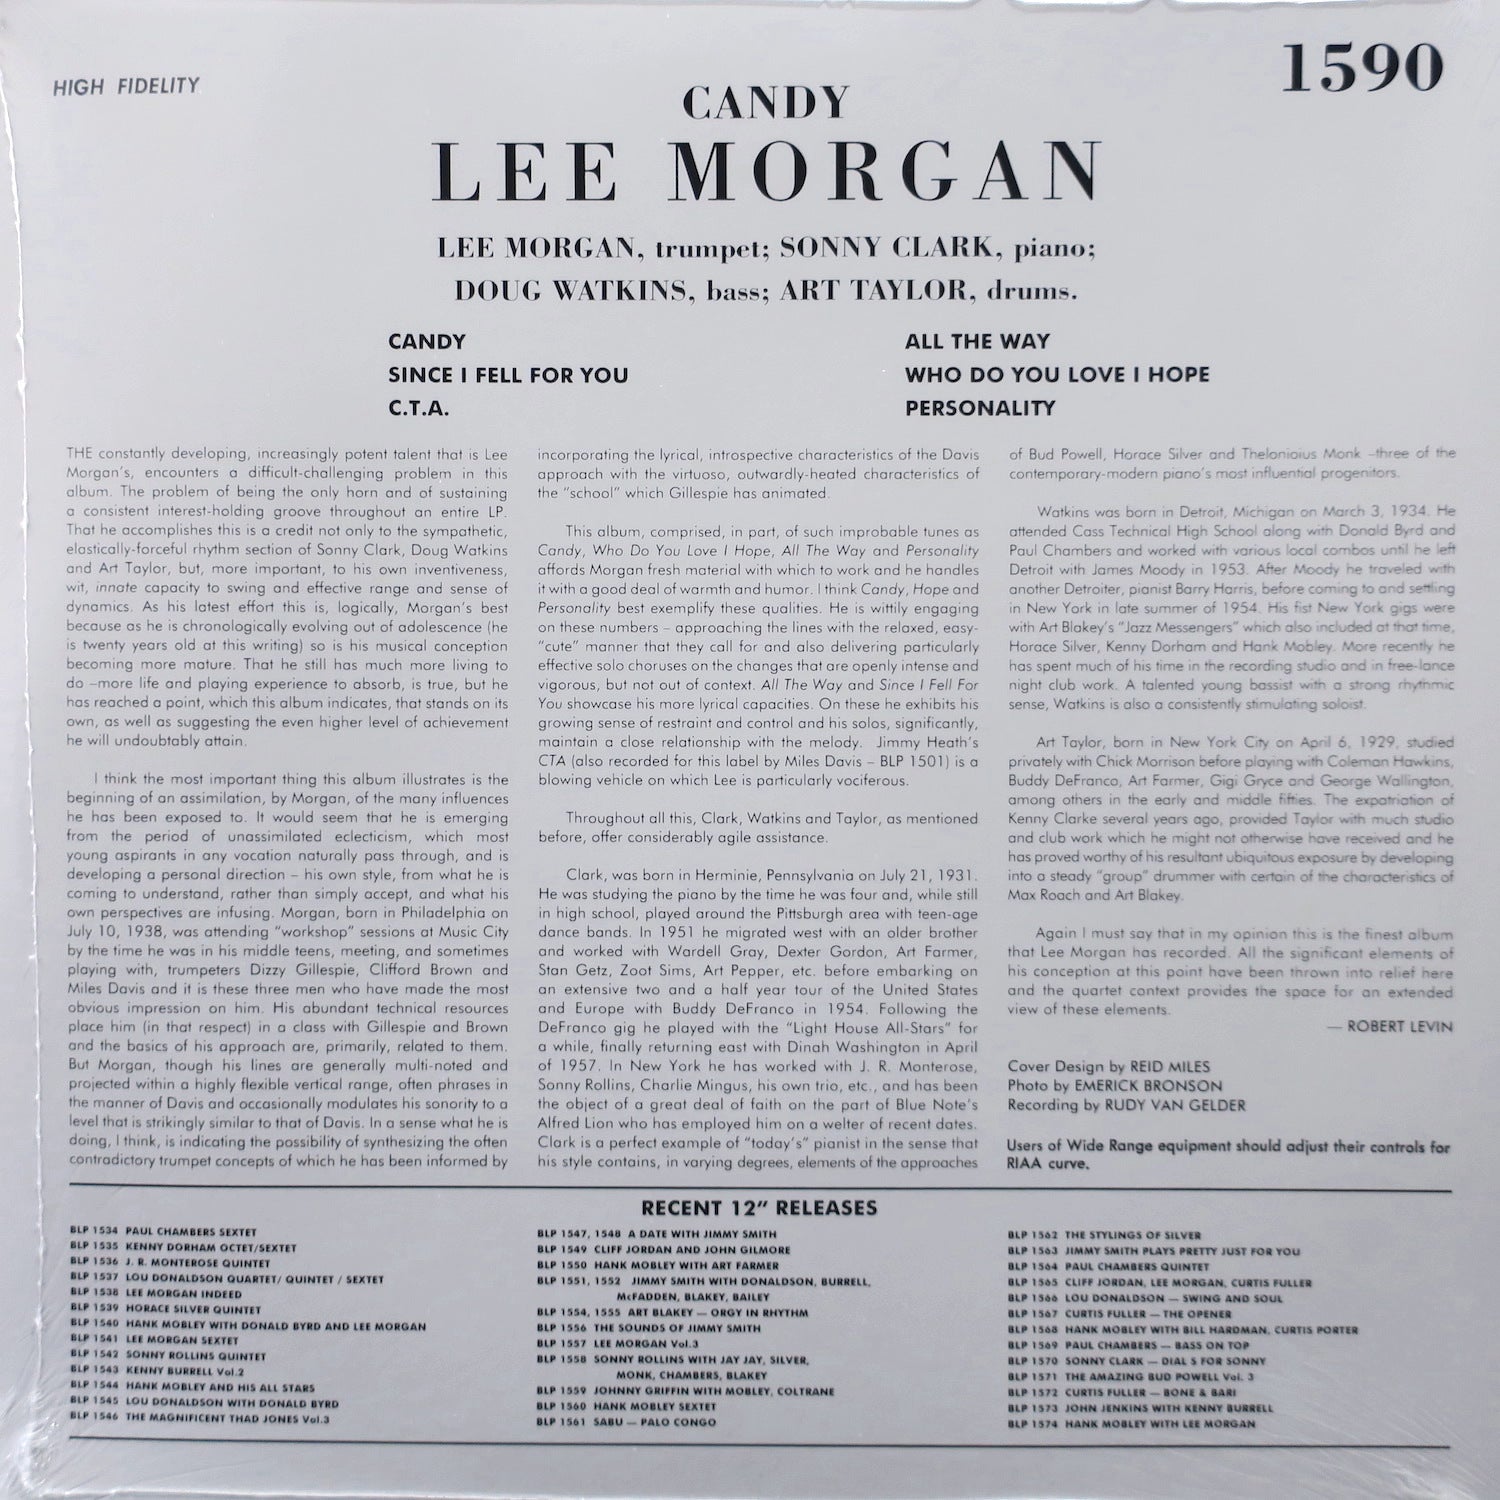 HIGH FIDELITY
1590
CANDY
LEE MORGAN
LEE MORGAN, trumpet; SONNY CLARK, piano;
DOUG WATKINS, bass; ART TAYLOR, drums.
CANDY
SINCE I FELL FOR YOU
C.T.A.
ALL THE WAY
WHO DO YOU LOVE I HOPE
PERSONALITY
THE constantly developing, increasingly potent talent that is Lee
Morgan's, encounters a difficult-challenging problem in this
album. The problem of being the only horn and of sustaining
a consistent interest-holding groove throughout an entire LP.
That he accomplishes this is a credit not only to the sympathetic,
elastically-forceful rhythm section of Sonny Clark, Doug Watkins
and Art Taylor, but, more important, to his own inventiveness,
wit, innate capacity to swing and effective range and sense of
dynamics. As his latest effort this is, logically, Morgan's best
because as he is chronologically evolving out of adolescence (he
is twenty years old at this writing) so is his musical conception
becoming more mature. That he still has much more living to
do –more life and playing experience to absorb, is true, but he
has reached a point, which this album indicates, that stands on its
own, as well as suggesting the even higher level of achievement
he will undoubtably attain.
I think the most important thing this album illustrates is the
beginning of an assimilation, by Morgan, of the many influences
he has been exposed to. It would seem that he is emerging
from the period of unassimilated eclecticism, which most
young aspirants in any vocation naturally pass through, and is
developing a personal direction – his own style, from what he is
coming to understand, rather than simply accept, and what his
own perspectives are infusing. Morgan, born in Philadelphia on
July 10, 1938, was attending "workshop" sessions at Music City
by the time he was in his middle teens, meeting, and sometimes
playing with, trumpeters Dizzy Gillespie, Clifford Brown and
Miles Davis and it is these three men who have made the most
obvious impression on him. His abundant technical resources
place him (in that respect) in a class with Gillespie and Brown
and the basics of his approach are, primarily, related to them.
But Morgan, though his lines are generally multi-noted and
projected within a highly flexible vertical range, often phrases in
the manner of Davis and occasionally modulates his sonority to a
level that is strikingly similar to that of Davis. In a sense what he is
doing, I think, is indicating the possibility of synthesizing the often
contradictory trumpet concepts of which he has been informed by
incorporating the lyrical, introspective characteristics of the Davis
approach with the virtuoso, outwardly-heated characteristics of
the "school" which Gillespie has animated.
This album, comprised, in part, of such improbable tunes as
Candy, Who Do You Love I Hope, All The Way and Personality
affords Morgan fresh material with which to work and he handles
it with a good deal of warmth and humor. I think Candy, Hope and
Personality best exemplify these qualities. He is wittily engaging
on these numbers – approaching the lines with the relaxed, easy-
"cute" manner that they call for and also delivering particularly
effective solo choruses on the changes that are openly intense and
vigorous, but not out of context. All The Way and Since I Fell For
You showcase his more lyrical capacities. On these he exhibits his
growing sense of restraint and control and his solos, significantly,
maintain a close relationship with the melody. Jimmy Heath's
CTA (also recorded for this label by Miles Davis – BLP 1501) is a
blowing vehicle on which Lee is particularly vociferous.
Throughout all this, Clark, Watkins and Taylor, as mentioned
before, offer considerably agile assistance.
Clark, was born in Herminie, Pennsylvania on July 21, 1931.
He was studying the piano by the time he was four and, while still
in high school, played around the Pittsburgh area with teen-age
dance bands. In 1951 he migrated west with an older brother
and worked with Wardell Gray, Dexter Gordon, Art Farmer,
Stan Getz, Zoot Sims, Art Pepper, etc. before embarking on
an extensive two and a half year tour of the United States
and Europe with Buddy DeFranco in 1954. Following the
DeFranco gig he played with the "Light House All-Stars" for
a while, finally returning east with Dinah Washington in April
of 1957. In New York he has worked with J. R. Monterose,
Sonny Rollins, Charlie Mingus, his own trio, etc., and has been
the object of a great deal of faith on the part of Blue Note's
Alfred Lion who has employed him on a welter of recent dates.
Clark is a perfect example of "today's" pianist in the sense that
his style contains, in varying degrees, elements of the approaches
of Bud Powell, Horace Silver and Thelonioius Monk –three of the
contemporary-modern piano's most influential progenitors.
Watkins was born in Detroit, Michigan on March 3, 1934. He
attended Cass Technical High School along with Donald Byrd and
Paul Chambers and worked with various local combos until he left
Detroit with James Moody in 1953. After Moody he traveled with
another Detroiter, pianist Barry Harris, before coming to and settling
in New York in late summer of 1954. His fist New York gigs were
with Art Blakey's "Jazz Messengers" which also included at that time,
Horace Silver, Kenny Dorham and Hank Mobley. More recently he
has spent much of his time in the recording studio and in free-lance
night club work. A talented young bassist with a strong rhythmic
sense, Watkins is also a consistently stimulating soloist.
Art Taylor, born in New York City on April 6, 1929, studied
privately with Chick Morrison before playing with Coleman Hawkins,
Buddy DeFranco, Art Farmer, Gigi Gryce and George Wallington,
among others in the early and middle fifties. The expatriation of
Kenny Clarke several years ago, provided Taylor with much studio
and club work which he might not otherwise have received and he
has proved worthy of his resultant ubiquitous exposure by developing
into a steady "group" drummer with certain of the characteristics of
Max Roach and Art Blakey.
Again I must say that in my opinion this is the finest album
that Lee Morgan has recorded. All the significant elements of
his conception at this point have been thrown into relief here
and the quartet context provides the space for an extended
view of these elements.
— ROBERT LEVIN
Cover Design by REID MILES
Photo by EMERICK BRONSON
Recording by RUDY VAN GELDER
Users of Wide Range equipment should adjust their controls for
RIAA curve.
RECENT 12" RELEASES
BLP 1534 PAUL CHAMBERS SEXTET
BLP 1535 KENNY DORHAM OCTET/SEXTET
BLP 1536 J. R. MONTEROSE QUINTET
BLP 1537 LOU DONALDSON QUARTET/ QUINTET / SEXTET
BLP 1538 LEE MORGAN INDEED
BLP 1539 HORACE SILVER QUINTET
BLP 1540 HANK MOBLEY WITH DONALD BYRD AND LEE MORGAN
BLP 1541 LEE MORGAN SEXTET
BLP 1542 SONNY ROLLINS QUINTET
BLP 1543 KENNY BURRELL Vol.2
BLP 1544 HANK MOBLEY AND HIS ALL STARS
BLP 1545 LOU DONALDSON WITH DONALD BYRD
BLP 1546 THE MAGNIFICENT THAD JONES Vol.3
BLP 1547, 1548 A DATE WITH JIMMY SMITH
BLP 1549 CLIFF JORDAN AND JOHN GILMORE
BLP 1550 HANK MOBLEY WITH ART FARMER
BLP 1551, 1552 JIMMY SMITH WITH DONALDSON, BURRELL,
McFADDEN, BLAKEY, BAILEY
BLP 1554, 1555 ART BLAKEY — ORGY IN RHYTHM
BLP 1556 THE SOUNDS OF JIMMY SMITH
BLP 1557 LEE MORGAN Vol.3
BLP 1558 SONNY ROLLINS WITH JAY JAY, SILVER,
MONK, CHAMBERS, BLAKEY
BLP 1559 JOHNNY GRIFFIN WITH MOBLEY, COLTRANE
BLP 1560 HANK MOBLEY SEXTET
BLP 1561 SABU — PALO CONGO
BLP 1562 THE STYLINGS OF SILVER
BLP 1563 JIMMY SMITH PLAYS PRETTY JUST FOR YOU
BLP 1564 PAUL CHAMBERS QUINTET
BLP 1565 CLIFF JORDAN, LEE MORGAN, CURTIS FULLER
BLP 1566 LOU DONALDSON — SWING AND SOUL
BLP 1567 CURTIS FULLER — THE OPENER
BLP 1568 HANK MOBLEY WITH BILL HARDMAN, CURTIS PORTER
BLP 1569 PAUL CHAMBERS — BASS ON TOP
BLP 1570 SONNY CLARK — DIAL S FOR SONNY
BLP 1571 THE AMAZING BUD POWELL Vol. 3
BLP 1572 CURTIS FULLER — BONE & BARI
BLP 1573 JOHN JENKINS WITH KENNY BURRELL
BLP 1574 HANK MOBLEY WITH LEE MORGAN